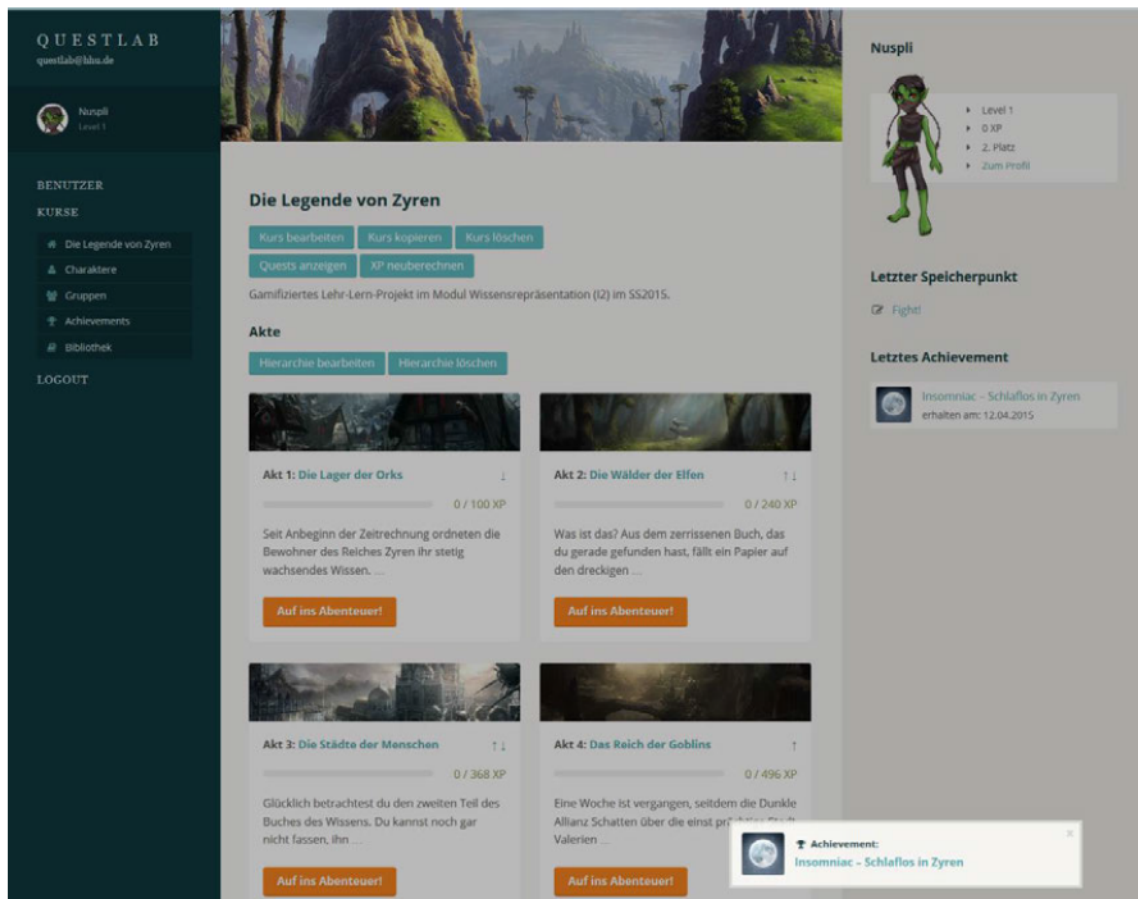 QUESTLAB
questlab@hhu.de
Nuspli
Level 1
BENUTZER
KURSE
Die Legende von Zyren
Charaktere
Gruppen
Achievements
Bibliothek
LOGOUT
Die Legende von Zyren
Kurs bearbeiten Kurs kopieren Kurs löschen
Quests anzeigen XP neuberechnen
Gamifiziertes Lehr-Lern-Projekt im Modul Wissensrepräsentation (I2) im SS2015.
Akte
Hierarchie bearbeiten Hierarchie löschen
Akt 1: Die Lager der Orks ↓
0 / 100 XP
Seit Anbeginn der Zeitrechnung ordneten die
Bewohner des Reiches Zyren ihr stetig
wachsendes Wissen. ...
Auf ins Abenteuer!
Akt 2: Die Wälder der Elfen ↑↓
0 / 240 XP
Was ist das? Aus dem zerrissenen Buch, das
du gerade gefunden hast, fällt ein Papier auf
den dreckigen ...
Auf ins Abenteuer!
Akt 3: Die Städte der Menschen ↑↓
0 / 368 XP
Glücklich betrachtest du den zweiten Teil des
Buches des Wissens. Du kannst noch gar
nicht fassen, ihn ...
Auf ins Abenteuer!
Akt 4: Das Reich der Goblins ↑
0 / 496 XP
Eine Woche ist vergangen, seitdem die Dunkle
Allianz Schatten über die einst
Valerien ...
Auf ins Abenteuer!
Nuspli
Level 1
0 XP
2. Platz
Zum Profil
Letzter Speicherpunkt
Fight!
Letztes Achievement
Insomniac – Schlaflos in Zyren
erhalten am: 12.04.2015
Achievement: ×
Insomniac – Schlaflos in Zyren